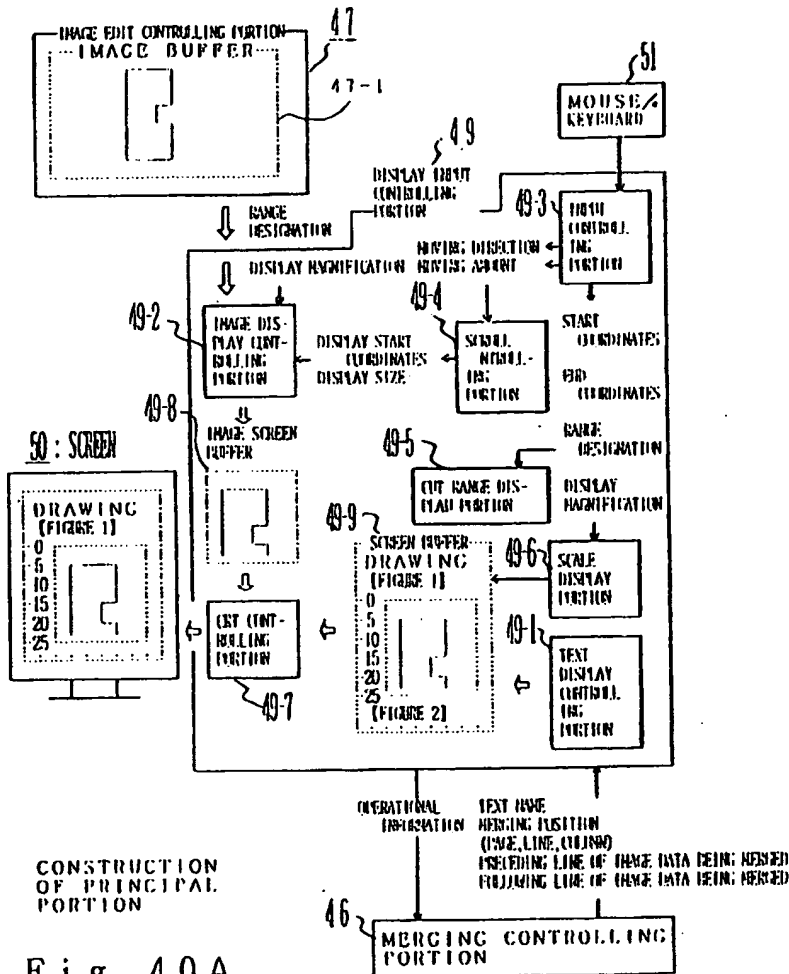 IMAGE EDIT CONTROLLING PORTION
47
IMAGE BUFFER
47-1
51
MOUSE/
KEYBOARD
49
DISPLAY INPUT
CONTROLLING
PORTION
49-3
INPUT
CONTROLL-
ING
PORTION
RANGE
DESIGNATION
MOVING DIRECTION
MOVING AMOUNT
DISPLAY MAGNIFICATION
49-2
IMAGE DIS-
PLAY CONT-
ROLLING
PORTION
49-4
SCROLL
CONTROLL-
ING
PORTION
DISPLAY START
COORDINATES
DISPLAY SIZE
START
COORDINATES
END
COORDINATES
49-8
IMAGE SCREEN
BUFFER
RANGE
DESIGNATION
49-5
CUT RANGE DIS-
PLAY PORTION
DISPLAY
MAGNIFICATION
50 : SCREEN
DRAWING
[FIGURE 1]
0
5
10
15
20
25
49-9
SCREEN BUFFER
DRAWING
[FIGURE 1]
0
5
10
15
20
25
[FIGURE 2]
49-6
SCALE
DISPLAY
PORTION
CRT CONT-
ROLLING
PORTION
49-7
49-1
TEXT
DISPLAY
CONTROLL-
ING
PORTION
OPERATIONAL
INFORMATION
TEXT NAME
MERGING POSITION
(PAGE, LINE, COLUMN)
PRECEDING LINE OF IMAGE DATA BEING MERGED
FOLLOWING LINE OF IMAGE DATA BEING MERGED
CONSTRUCTION
OF PRINCIPAL
PORTION
46
MERGING CONTROLLING
PORTION
Fig. 40A